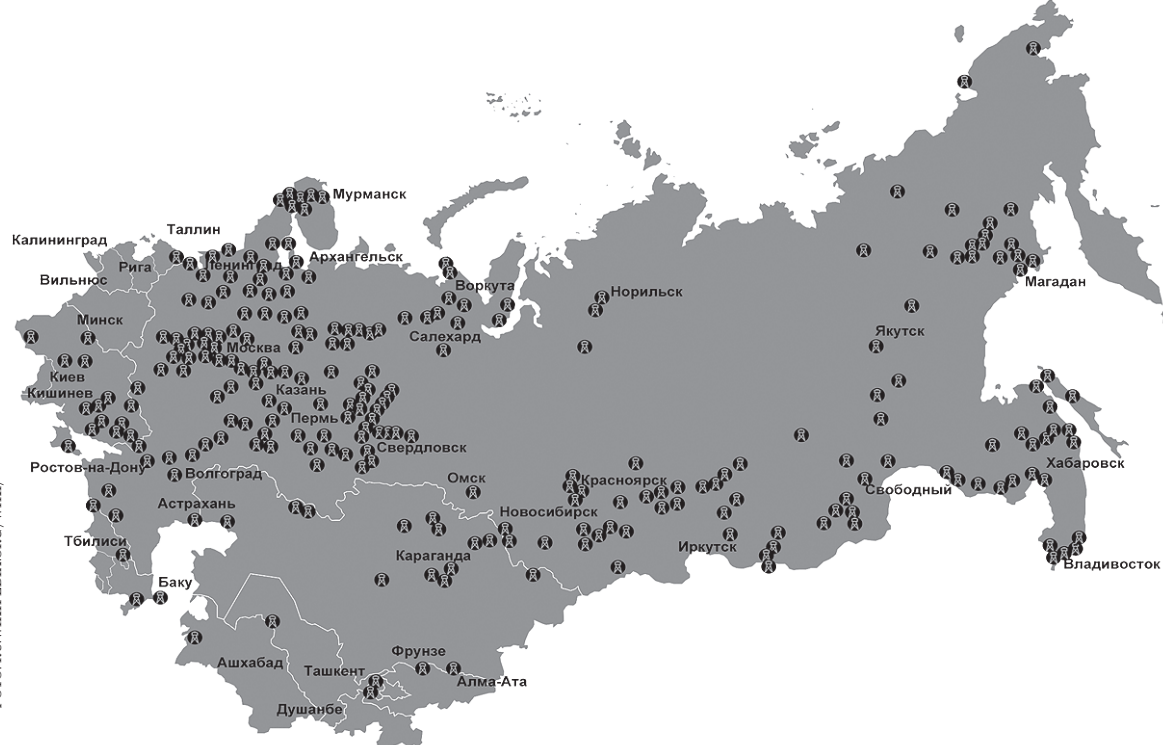 Мурманск
Таллин
Калининград
Архангельск
Рига
Ленинград
Вильнюс
Воркута
Норильск
Магадан
Минск
Якутск
Салехард
Москва
Киев
Казань
Кишинев
Пермь
Свердловск
Хабаровск
Ростов-на-Дону
Волгоград
Омск
Красноярск
Свободный
Астрахань
Новосибирск
Тбилиси
Иркутск
Караганда
Владивосток
Баку
Фрунзе
Ашхабад
Ташкент
Алма-Ата
Душанбе